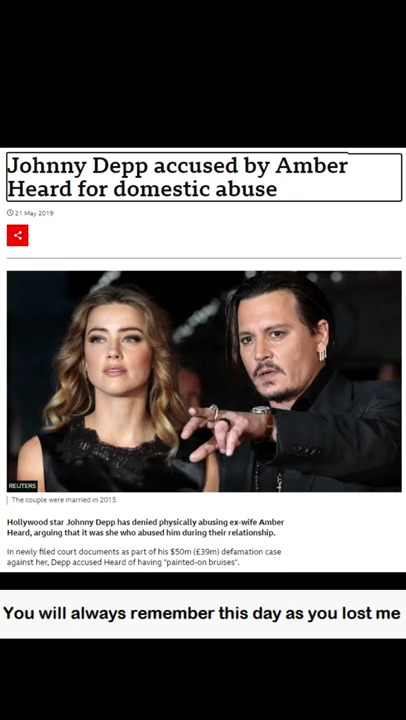 Johnny Depp accused by Amber
Heard for domestic abuse
21 May 2019
REUTERS
The couple were married in 2015
Hollywood star Johnny Depp has denied physically abusing ex-wife Amber
Heard, arguing that it was she who abused him during their relationship.
In newly filed court documents as part of his $50m (£39m) defamation case
against her, Depp accused Heard of having "painted-on bruises".
You will always remember this day as you lost me